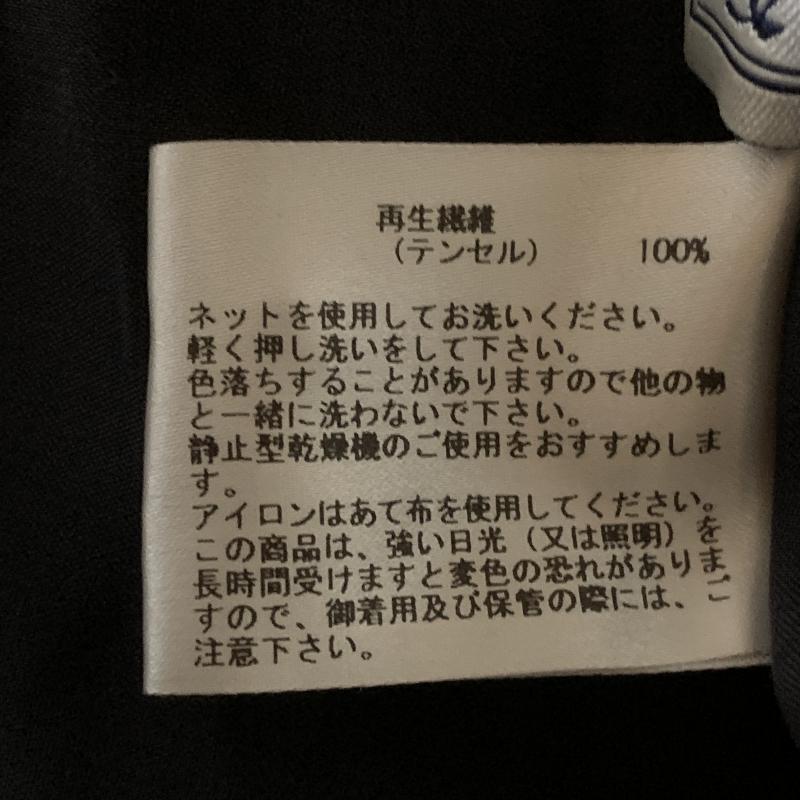 再生繊維
（テンセル） 100%
ネットを使用してお洗いください。
軽く押し洗いをして下さい。
色落ちすることがありますので他の物
と一緒に洗わないで下さい。
静止型乾燥機のご使用をおすすめしま
す。
アイロンはあて布を使用してください。
この商品は、強い日光（又は照明）を
長時間受けますと変色の恐れがありま
すので、御着用及び保管の際には、ご
注意下さい。